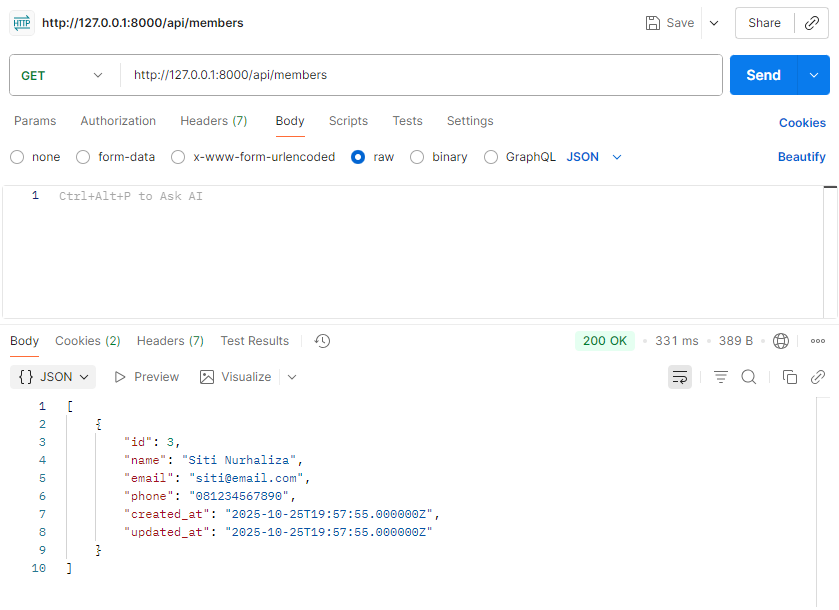 HTTP http://127.0.0.1:8000/api/members Save Share
GET http://127.0.0.1:8000/api/members Send
Params Authorization Headers (7) Body Scripts Tests Settings Cookies
none form-data x-www-form-urlencoded raw binary GraphQL JSON Beautify
1 Ctrl+Alt+P to Ask AI
Body Cookies (2) Headers (7) Test Results 200 OK • 331 ms • 389 B •
{} JSON Preview Visualize
1 [
2 {
3 "id": 3,
4 "name": "Siti Nurhaliza",
5 "email": "siti@email.com",
6 "phone": "081234567890",
7 "created_at": "2025-10-25T19:57:55.000000Z",
8 "updated_at": "2025-10-25T19:57:55.000000Z"
9 }
10 ]